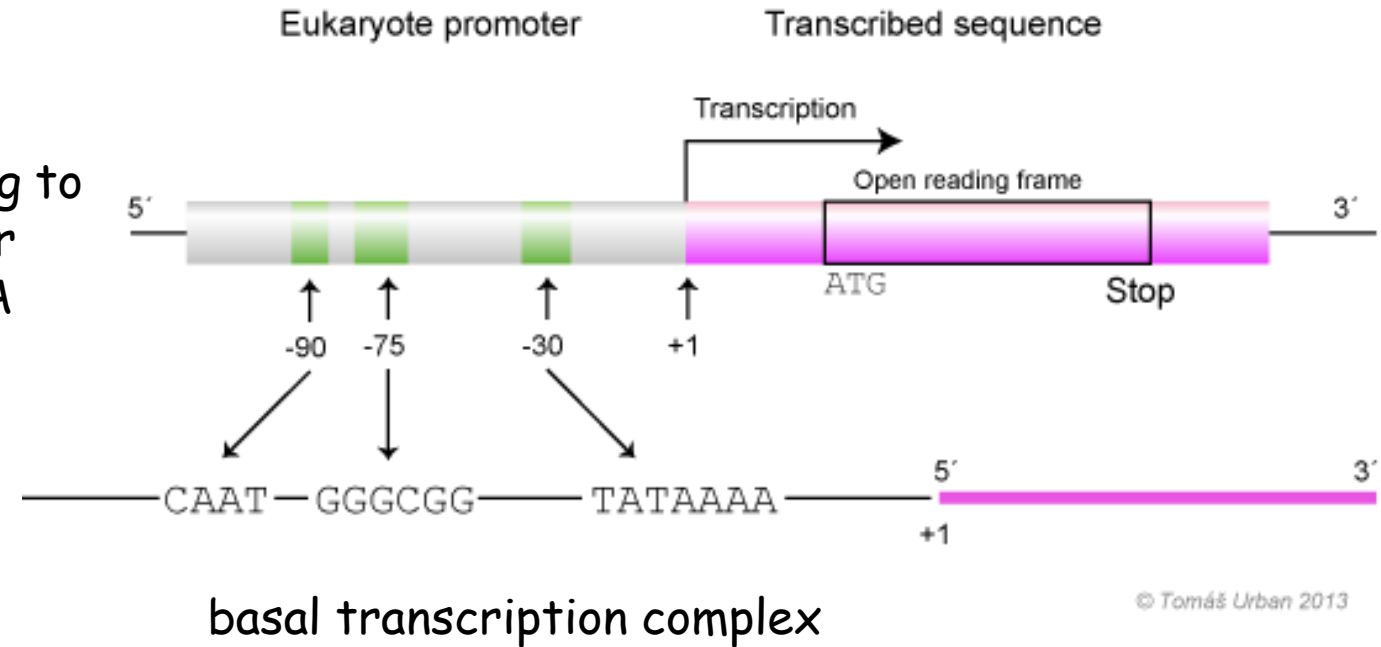 Eukaryote promoter
Transcribed sequence
Transcription
g to
Open reading frame
5´
3´
r
A
ATG
Stop
-90
-75
-30
+1
5´
3´
CAAT
GGGCGG
TATAAAA
+1
basal transcription complex
© Tomáš Urban 2013